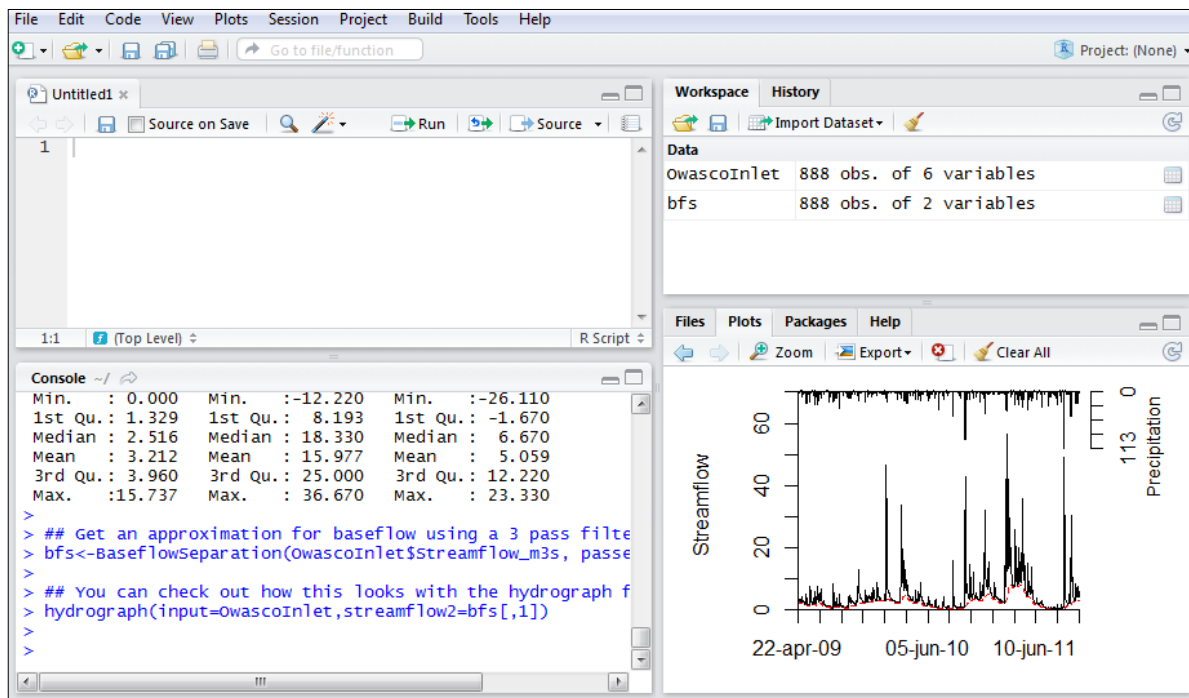 File Edit Code View Plots Session Project Build Tools Help
Go to file/function
Project: (None)
Untitled1
Source on Save Run Source
1
1:1 (Top Level) R Script
Console ~/
Min. : 0.000 Min. :-12.220 Min. :-26.110
1st Qu.: 1.329 1st Qu.: 8.193 1st Qu.: -1.670
Median : 2.516 Median : 18.330 Median : 6.670
Mean : 3.212 Mean : 15.977 Mean : 5.059
3rd Qu.: 3.960 3rd Qu.: 25.000 3rd Qu.: 12.220
Max. :15.737 Max. : 36.670 Max. : 23.330
>
> ## Get an approximation for baseflow using a 3 pass filte
> bfs<-BaseflowSeparation(OwascoInlet$Streamflow_m3s, passe
>
> ## You can check out how this looks with the hydrograph f
> hydrograph(input=OwascoInlet,streamflow2=bfs[,1])
>
>
Workspace History
Import Dataset
Data
OwascoInlet 888 obs. of 6 variables
bfs 888 obs. of 2 variables
Files Plots Packages Help
Zoom Export Clear All
Streamflow
60
40
20
0
0
113
Precipitation
22-apr-09 05-jun-10 10-jun-11